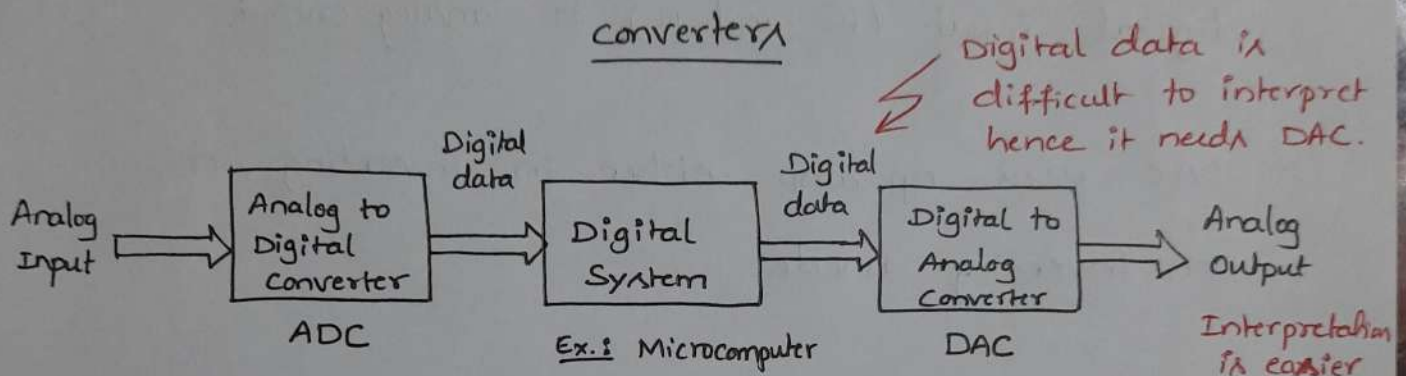 Converters
Digital data is
difficult to interpret
hence it needs DAC.
Analog
Input
Analog to
Digital
Converter
ADC
Digital
data
Digital
System
Ex.: Microcomputer
Digital
data
Digital to
Analog
Converter
DAC
Analog
Output
Interpretation
is easier